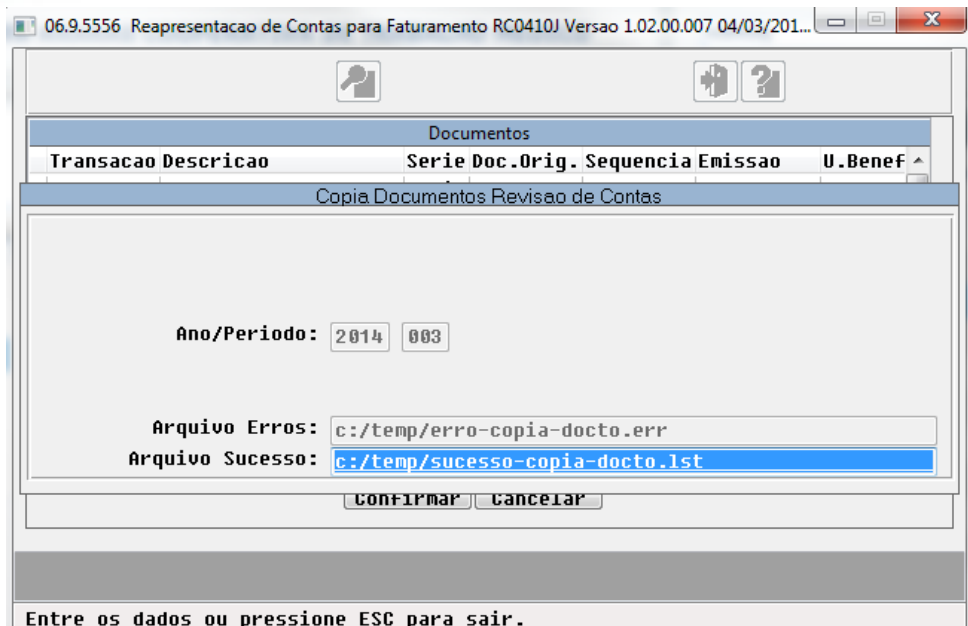 06.9.5556 Reapresentacao de Contas para Faturamento RC0410J Versao 1.02.00.007 04/03/201...
Documentos
Transacao Descricao Serie Doc.Orig. Sequencia Emissao U.Benef
Copia Documentos Revisao de Contas
Ano/Periodo: 2014 003
Arquivo Erros: c:/temp/erro-copia-docto.err
Arquivo Sucesso: c:/temp/sucesso-copia-docto.lst
Confirmar Cancelar
Entre os dados ou pressione ESC para sair.